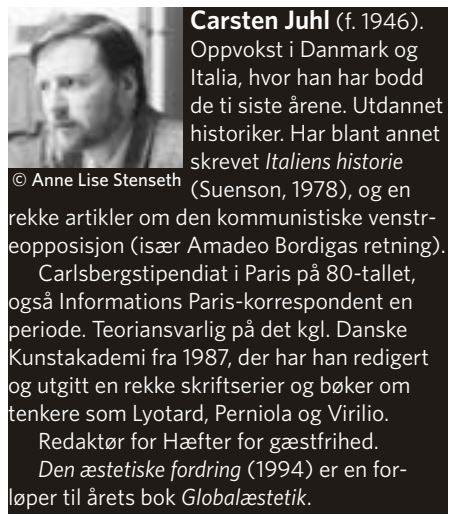 Carsten Juhl (f. 1946).
Oppvokst i Danmark og
Italia, hvor han har bodd
de ti siste årene. Utdannet
historiker. Har blant annet
skrevet Italiens historie
© Anne Lise Stenseth
(Suenson, 1978), og en
rekke artikler om den kommunistiske venstr-
eopposisjon (især Amadeo Bordigas retning).
Carlsbergstipendiat i Paris på 80-tallet,
også Informations Paris-korrespondent en
periode. Teoriansvarlig på det kgl. Danske
Kunstakademi fra 1987, der har han redigert
og utgitt en rekke skriftserier og bøker om
tenkere som Lyotard, Perniola og Virilio.
Redaktør for Hæfter for gæstfrihed.
Den æstetiske fordring (1994) er en for-
løper til årets bok Globalæstetik.